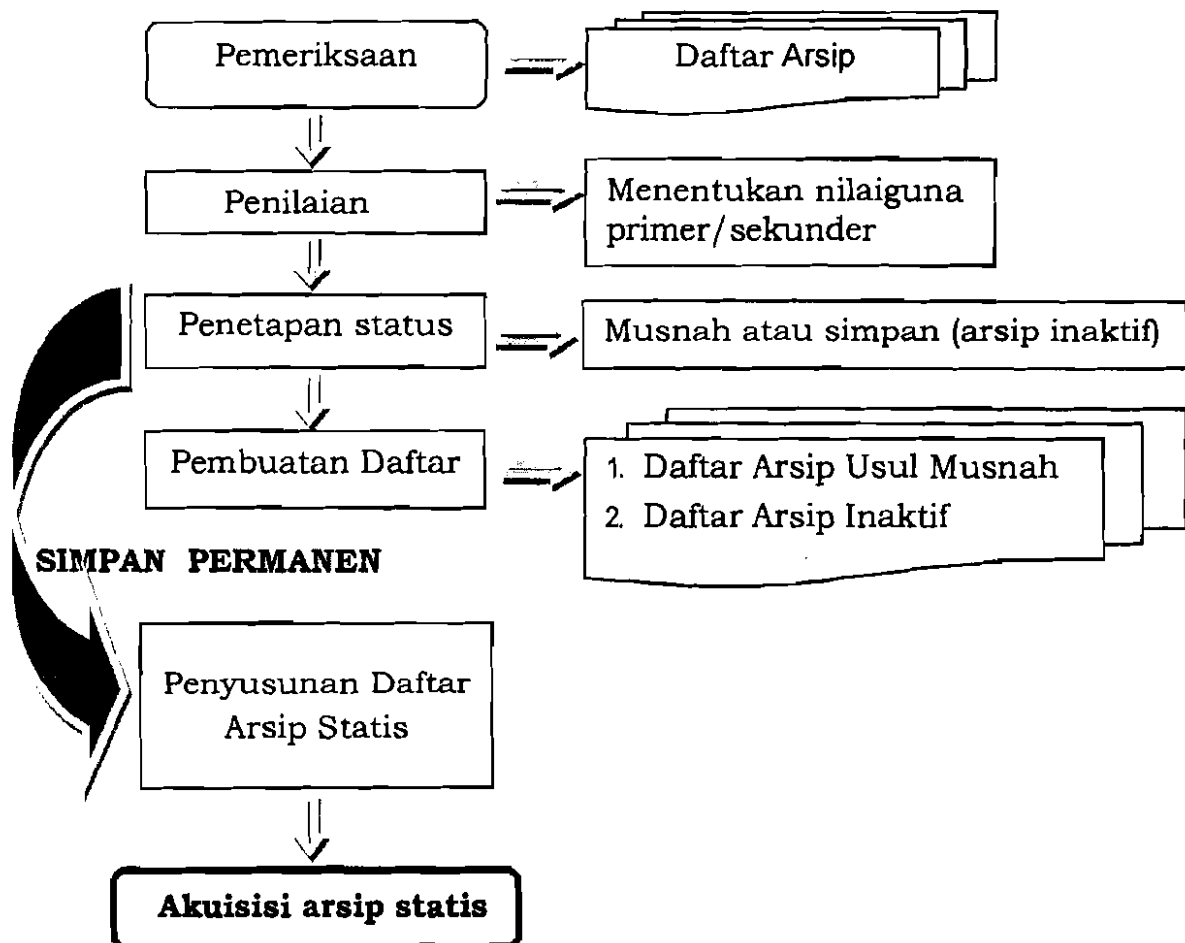 Pemeriksaan
Daftar Arsip
Penilaian
Menentukan nilaiguna
primer/sekunder
Penetapan status
Musnah atau simpan (arsip inaktif)
Pembuatan Daftar
1. Daftar Arsip Usul Musnah
2. Daftar Arsip Inaktif
SIMPAN PERMANEN
Penyusunan Daftar
Arsip Statis
Akuisisi arsip statis